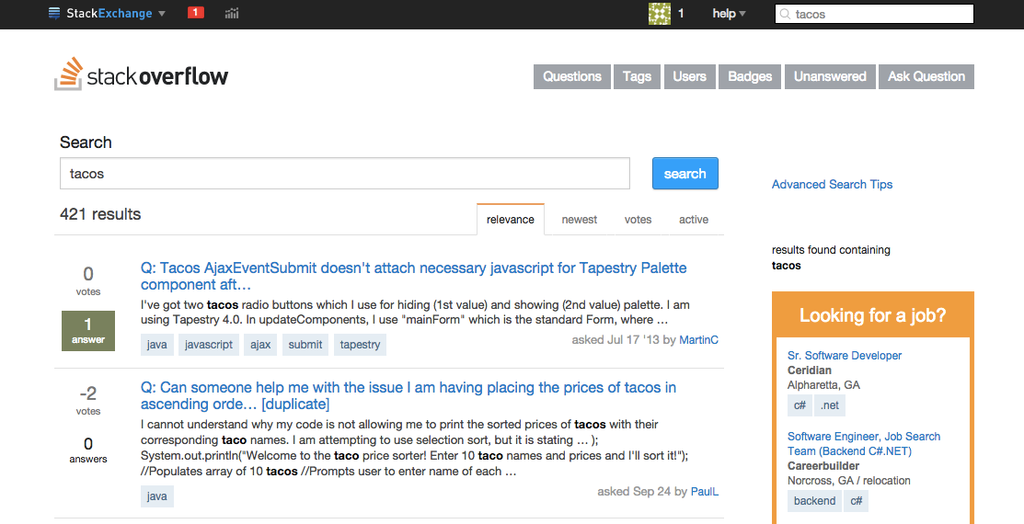 StackExchange
1
1
help
tacos
stackoverflow
Questions
Tags
Users
Badges
Unanswered
Ask Question
Search
tacos
search
Advanced Search Tips
421 results
relevance
newest
votes
active
results found containing
tacos
0
votes
1
answer
Q: Tacos AjaxEventSubmit doesn't attach necessary javascript for Tapestry Palette
component aft…
I've got two tacos radio buttons which I use for hiding (1st value) and showing (2nd value) palette. I am
using Tapestry 4.0. In updateComponents, I use "mainForm" which is the standard Form, where ...
java
javascript
ajax
submit
tapestry
asked Jul 17 '13 by MartinC
-2
votes
0
answers
Q: Can someone help me with the issue I am having placing the prices of tacos in
ascending orde… [duplicate]
I cannot understand why my code is not allowing me to print the sorted prices of tacos with their
corresponding taco names. I am attempting to use selection sort, but it is stating ... );
System.out.println("Welcome to the taco price sorter! Enter 10 taco names and prices and I'll sort it!");
//Populates array of 10 tacos //Prompts user to enter name of each ...
java
asked Sep 24 by PaulL
Looking for a job?
Sr. Software Developer
Ceridian
Alpharetta, GA
c#
.net
Software Engineer, Job Search
Team (Backend C#.NET)
Careerbuilder
Norcross, GA / relocation
backend
c#